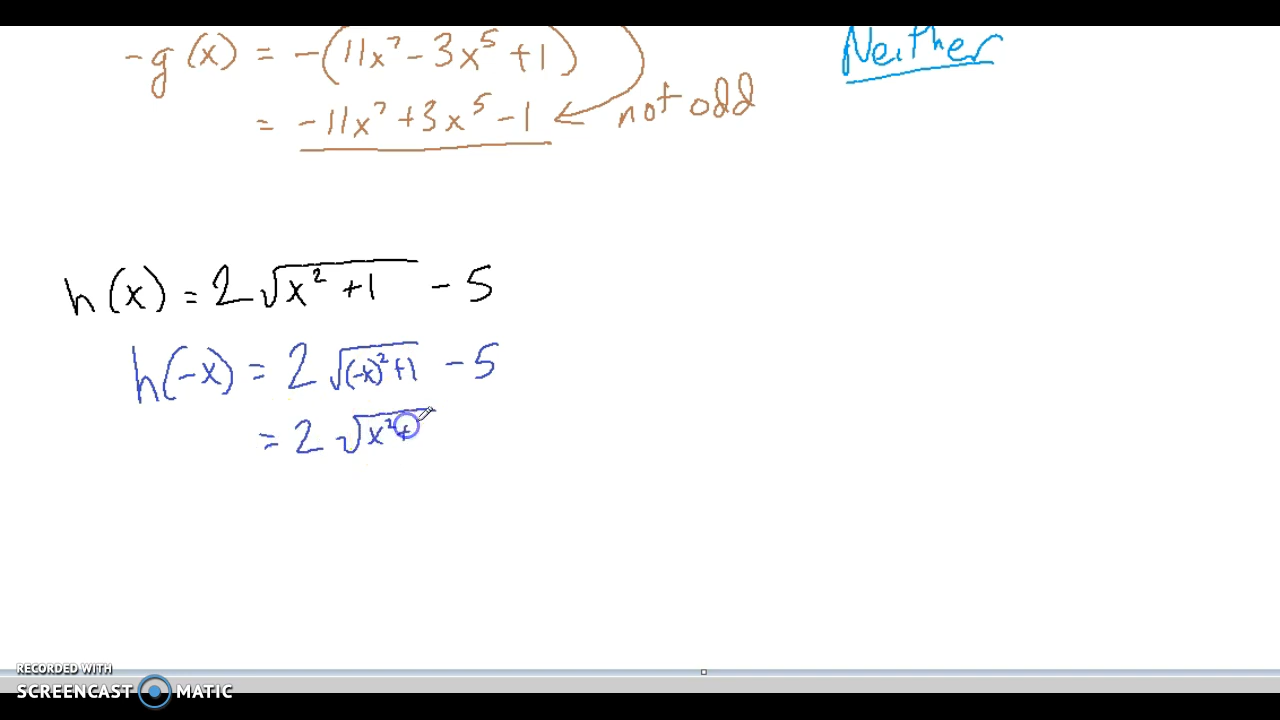 -g(x) = -(11x⁷ - 3x⁵ + 1)
Neither
= -11x⁷ + 3x⁵ - 1
not odd
h(x) = 2√(x² + 1) - 5
h(-x) = 2√((-x)² + 1) - 5
= 2√(x² +
RECORDED WITH
SCREENCAST MATIC